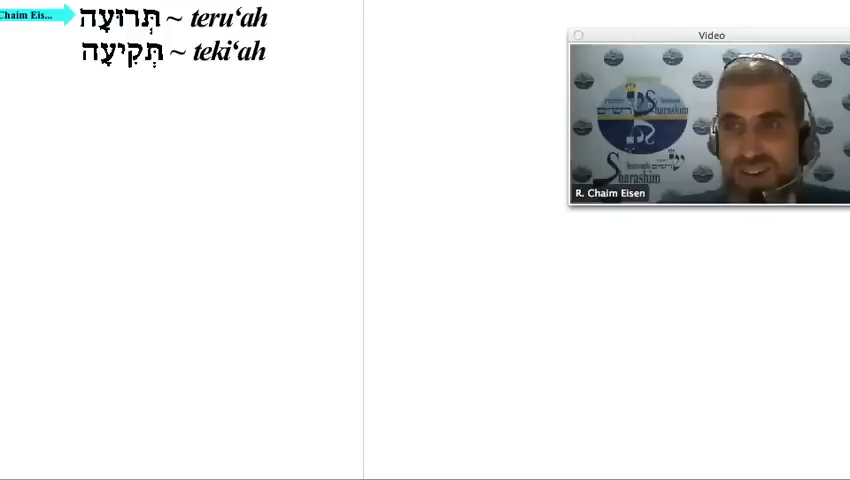 Chaim Eis...
תְּרוּעָה ~ teru‘ah
תְּקִיעָה ~ teki‘ah
Video
Sharashim
R. Chaim Eisen